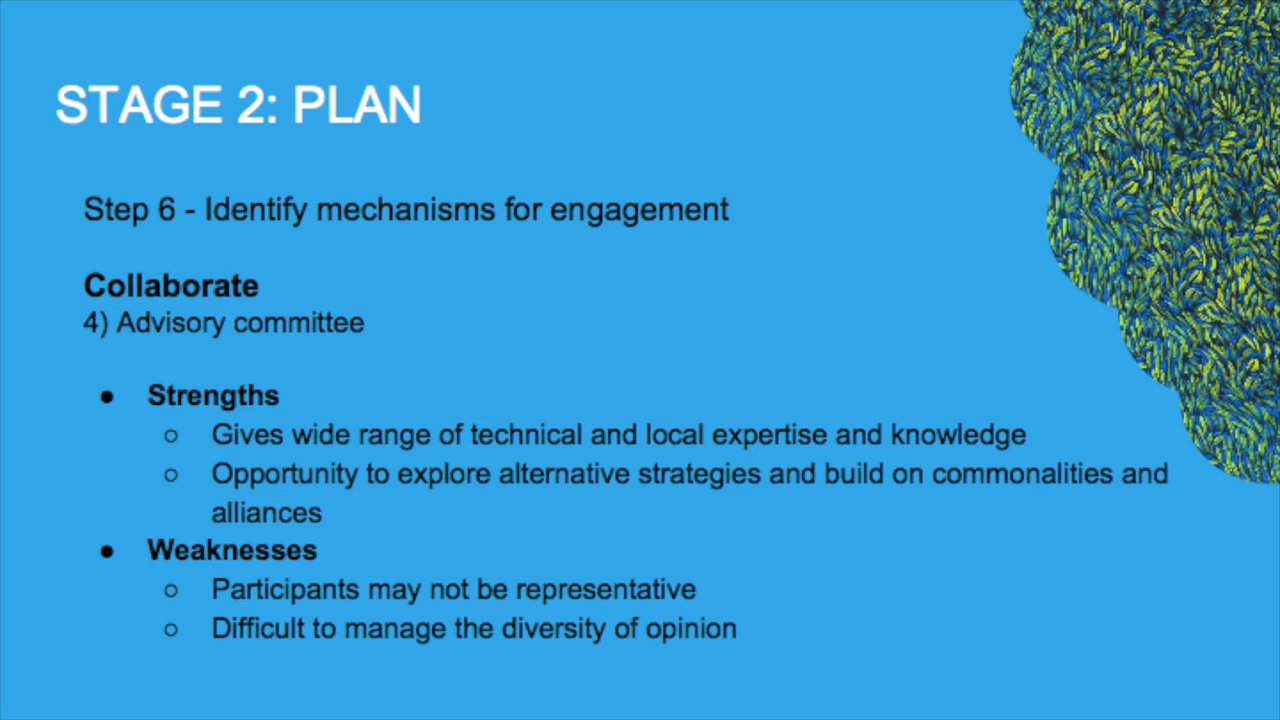 STAGE 2: PLAN
Step 6 - Identify mechanisms for engagement
Collaborate
4) Advisory committee
● Strengths
○ Gives wide range of technical and local expertise and knowledge
○ Opportunity to explore alternative strategies and build on commonalities and
alliances
● Weaknesses
○ Participants may not be representative
○ Difficult to manage the diversity of opinion